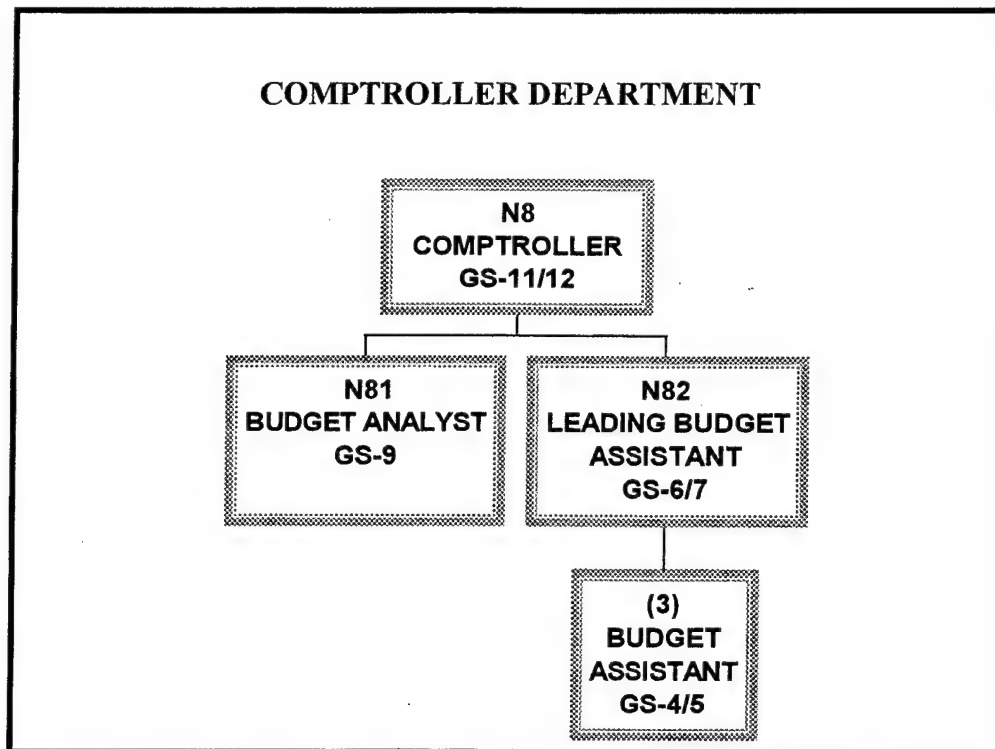 COMPTROLLER DEPARTMENT
N8
COMPTROLLER
GS-11/12
N81
BUDGET ANALYST
GS-9
N82
LEADING BUDGET
ASSISTANT
GS-6/7
(3)
BUDGET
ASSISTANT
GS-4/5